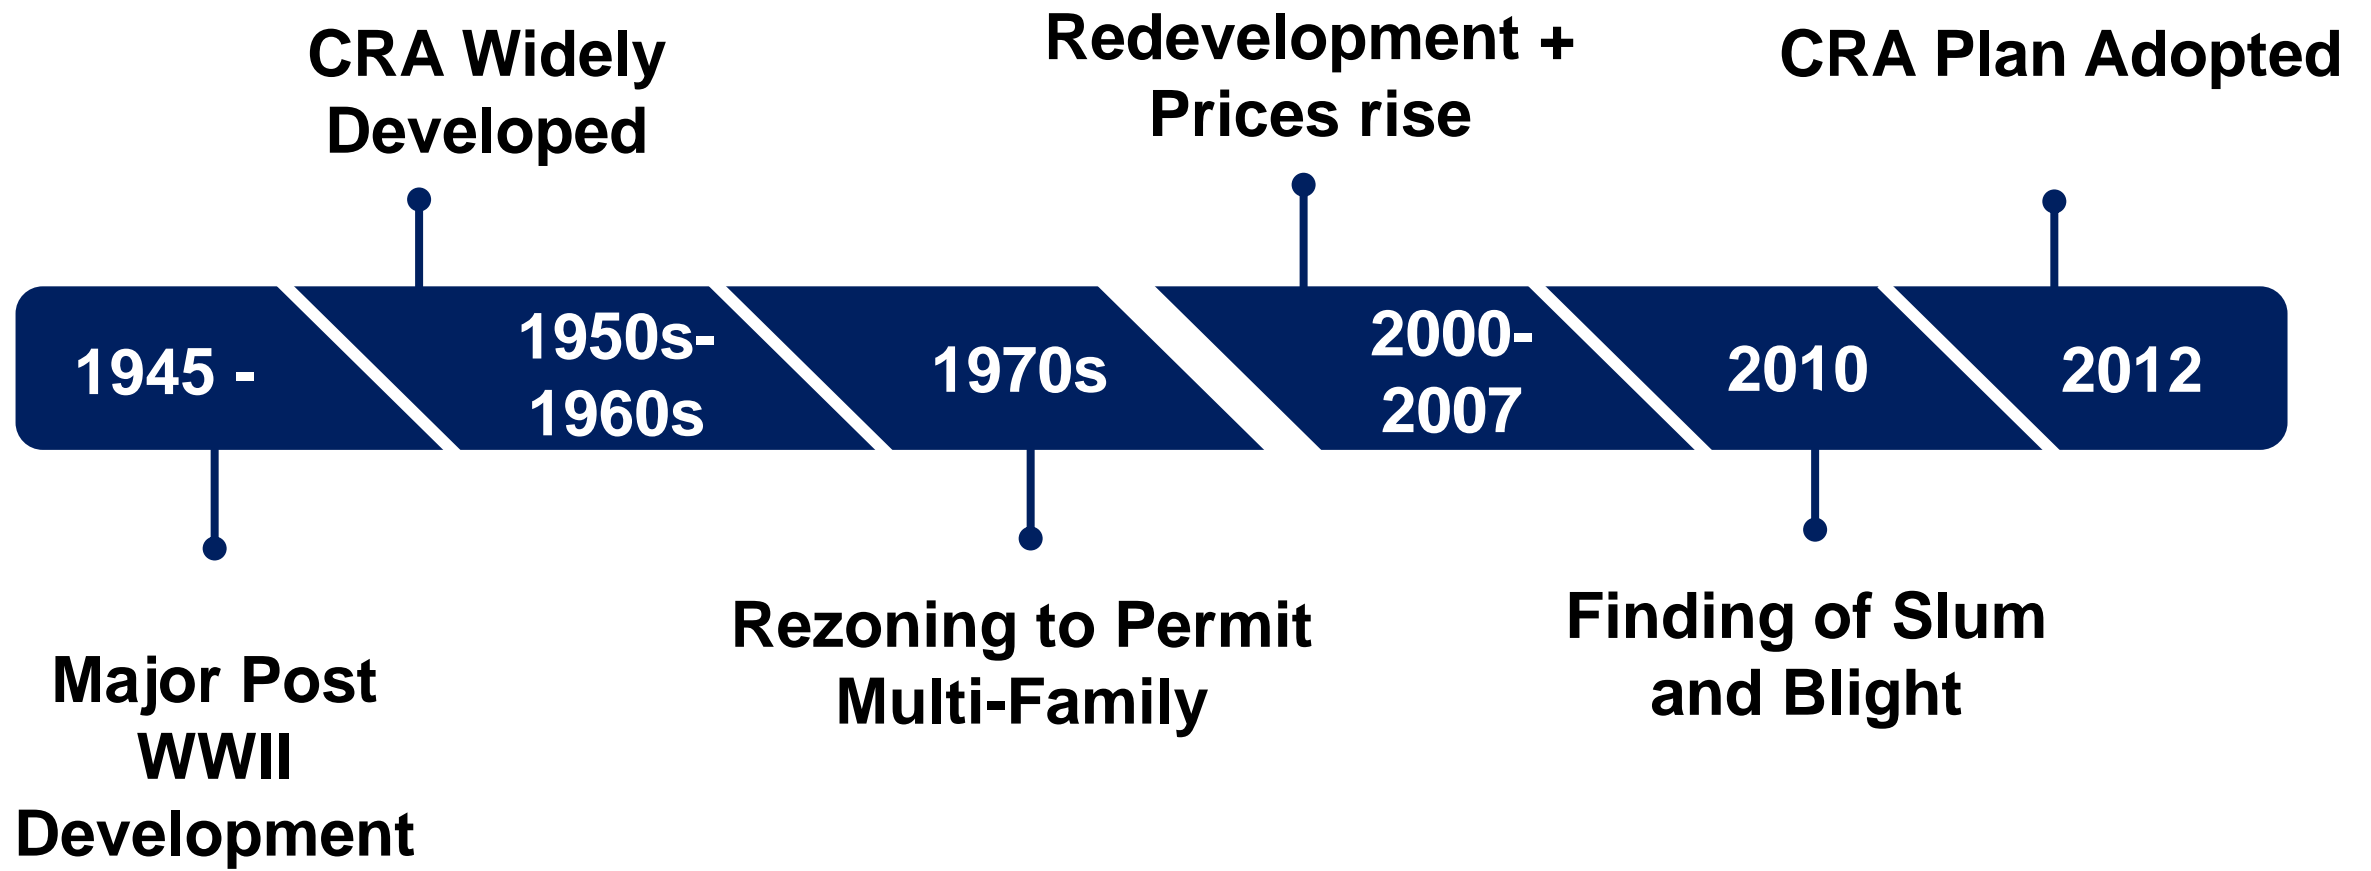 CRA Widely
Developed
Redevelopment +
Prices rise
CRA Plan Adopted
1945 -
1950s-
1960s
1970s
2000-
2007
2010
2012
Major Post
WWII
Development
Rezoning to Permit
Multi-Family
Finding of Slum
and Blight